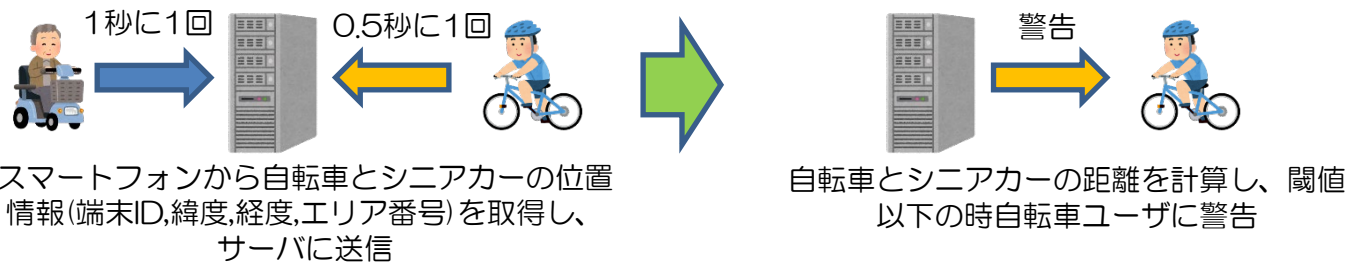 1秒に1回
0.5秒に1回
警告
スマートフォンから自転車とシニアカーの位置
情報(端末ID,緯度,経度,エリア番号)を取得し、
サーバに送信
自転車とシニアカーの距離を計算し、閾値
以下の時自転車ユーザに警告